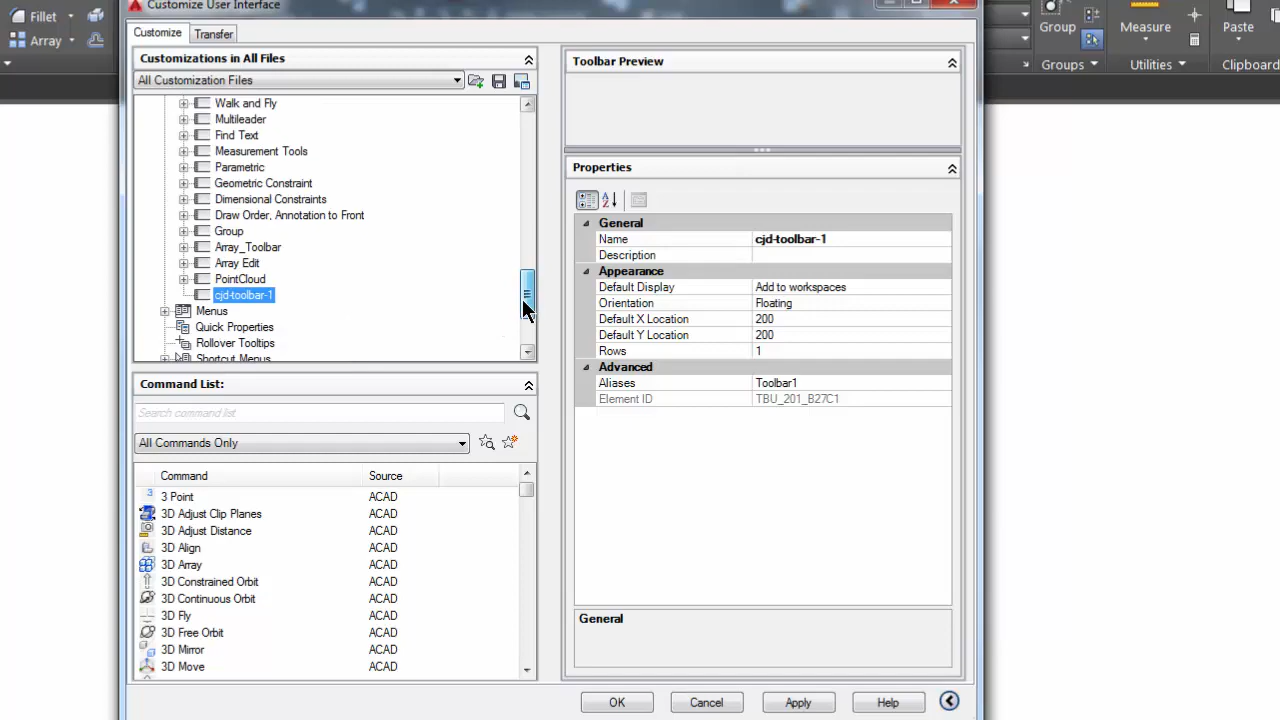 Customize User Interface
Fillet
Array
Group
Measure
Paste
Groups
Utilities
Clipboard
Customize
Transfer
Customizations in All Files
All Customization Files
Walk and Fly
Multileader
Find Text
Measurement Tools
Parametric
Geometric Constraint
Dimensional Constraints
Draw Order, Annotation to Front
Group
Array_Toolbar
Array Edit
PointCloud
cjd-toolbar-1
Menus
Quick Properties
Rollover Tooltips
Shortcut Menus
Command List:
Search command list
All Commands Only
Command Source
3 Point ACAD
3D Adjust Clip Planes ACAD
3D Adjust Distance ACAD
3D Align ACAD
3D Array ACAD
3D Constrained Orbit ACAD
3D Continuous Orbit ACAD
3D Fly ACAD
3D Free Orbit ACAD
3D Mirror ACAD
3D Move ACAD
Toolbar Preview
Properties
General
Name cjd-toolbar-1
Description
Appearance
Default Display Add to workspaces
Orientation Floating
Default X Location 200
Default Y Location 200
Rows 1
Advanced
Aliases Toolbar1
Element ID TBU_201_B27C1
General
OK
Cancel
Apply
Help